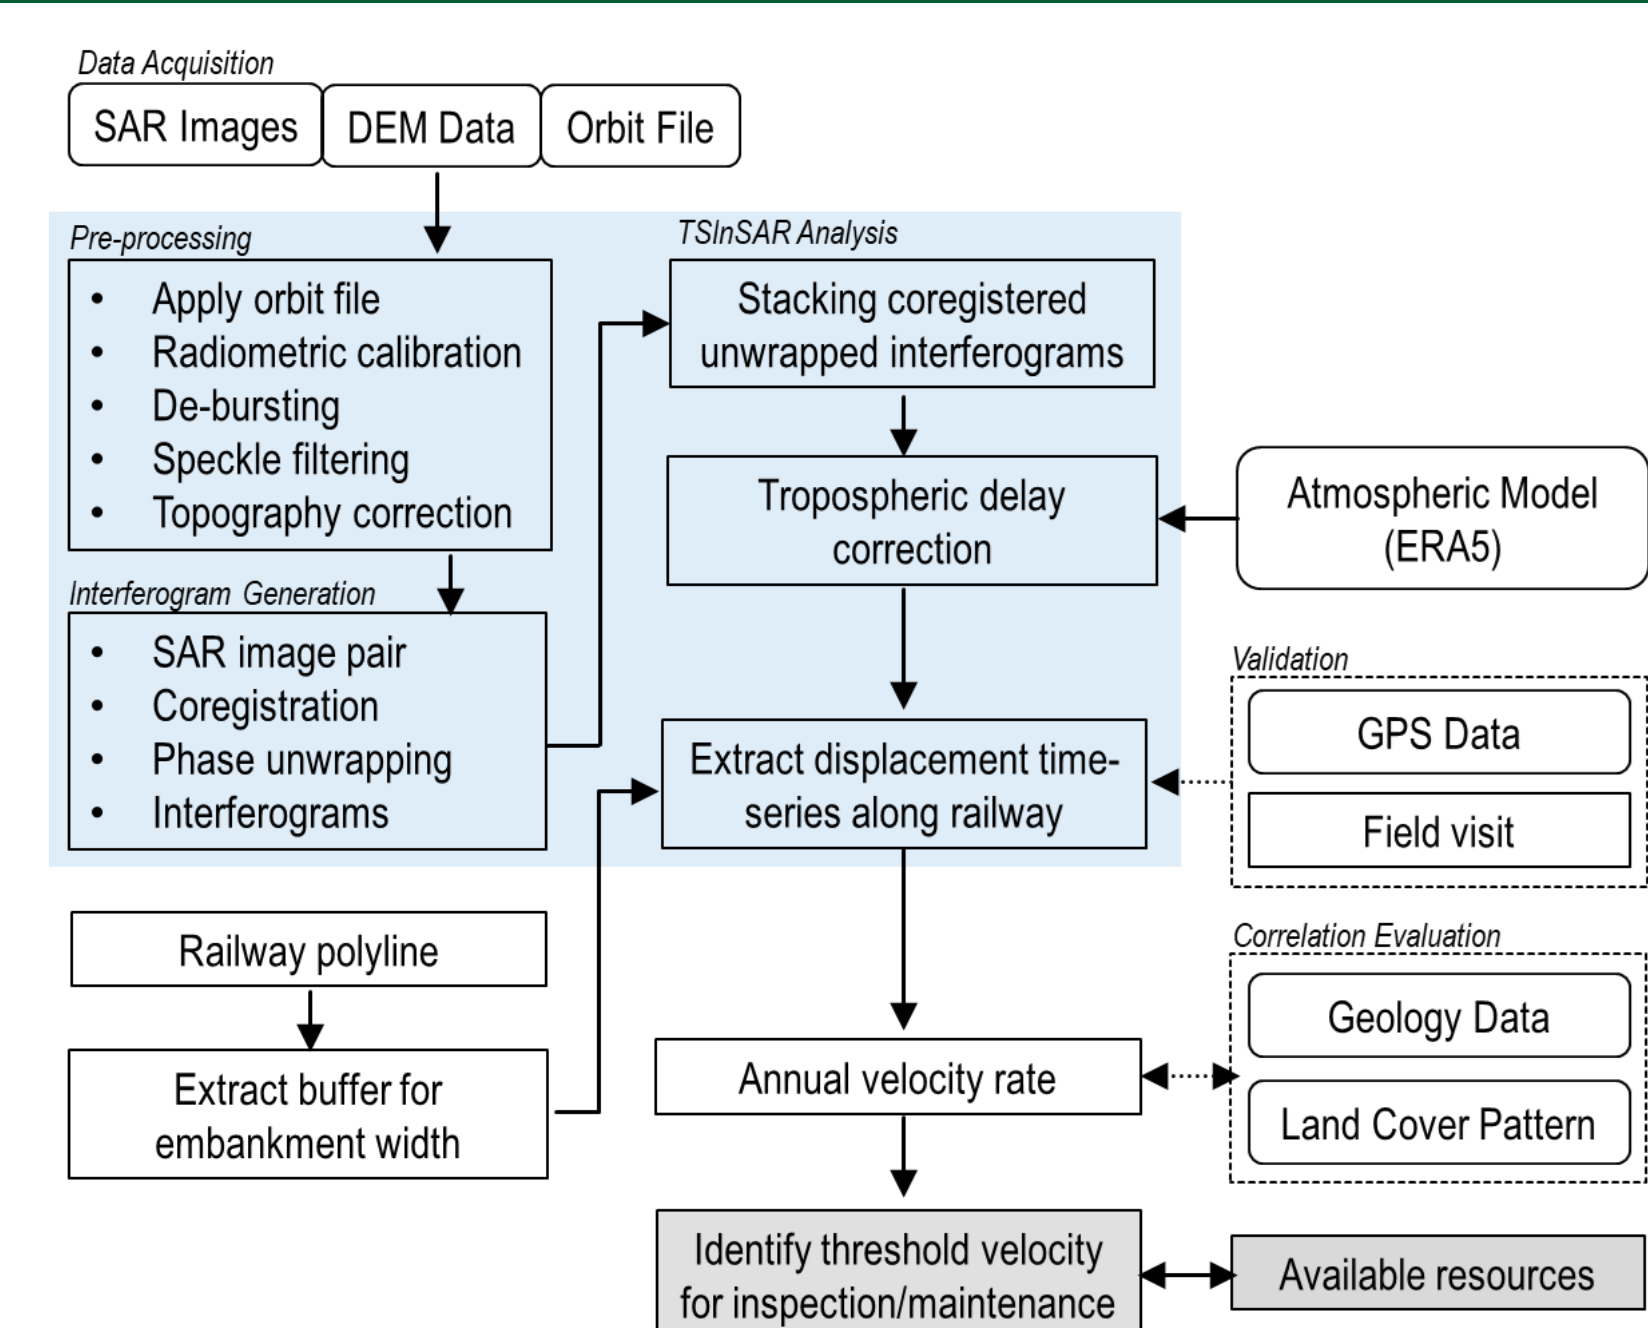 Data Acquisition
SAR Images
DEM Data
Orbit File
Pre-processing
• Apply orbit file
• Radiometric calibration
• De-bursting
• Speckle filtering
• Topography correction
Interferogram Generation
• SAR image pair
• Coregistration
• Phase unwrapping
• Interferograms
Railway polyline
Extract buffer for
embankment width
TSInSAR Analysis
Stacking coregistered
unwrapped interferograms
Tropospheric delay
correction
Extract displacement time-
series along railway
Annual velocity rate
Identify threshold velocity
for inspection/maintenance
Atmospheric Model
(ERA5)
Validation
GPS Data
Field visit
Correlation Evaluation
Geology Data
Land Cover Pattern
Available resources